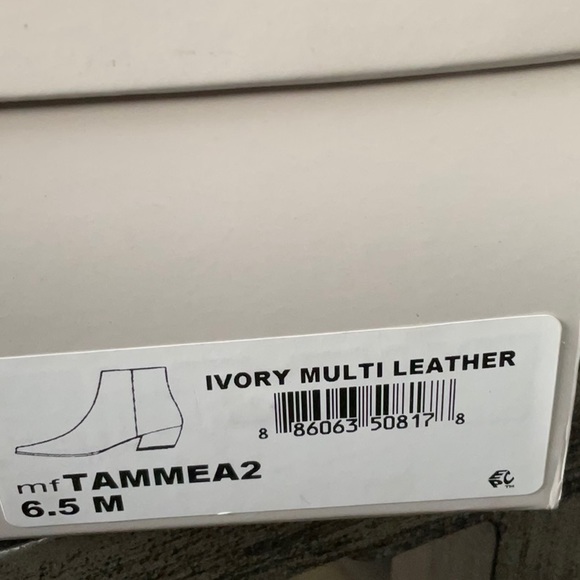 IVORY MULTI LEATHER
8 86063 50817 8
mfTAMMEA2
6.5 M